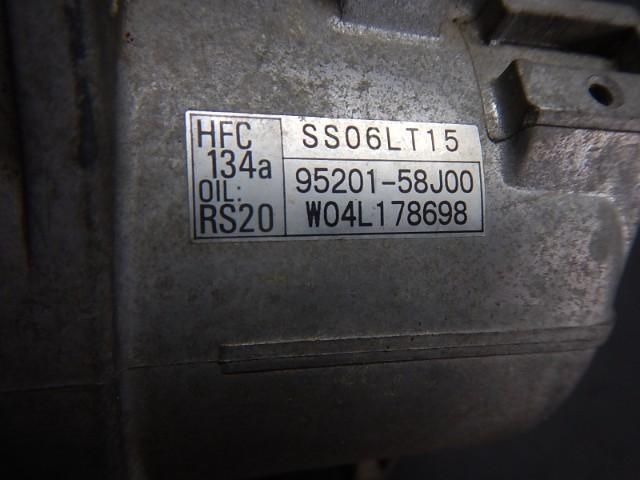 HFC
134a
OIL:
RS20
SS06LT15
95201-58J00
W04L178698